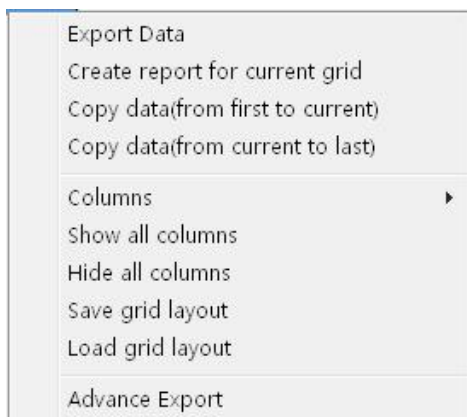 Export Data
Create report for current grid
Copy data(from first to current)
Copy data(from current to last)
Columns
Show all columns
Hide all columns
Save grid layout
Load grid layout
Advance Export